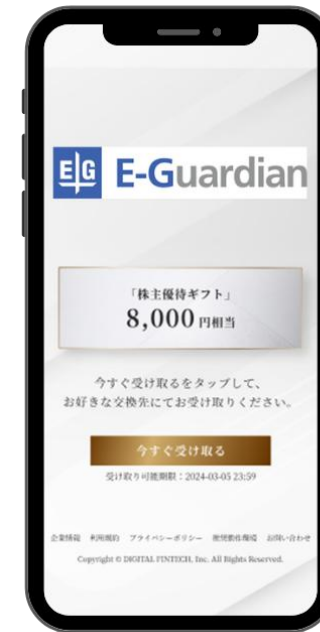 E G E-Guardian
「株主優待ギフト」
8,000 円相当
今すぐ受け取るをタップして、
お好きな交換先にてお受け取りください。
今すぐ受け取る
受け取り可能期限：2024-03-05 23:59
企業情報 利用規約 プライバシーポリシー 推奨動作環境 お問い合わせ
Copyright © DIGITAL FINTECH, Inc. All Rights Reserved.